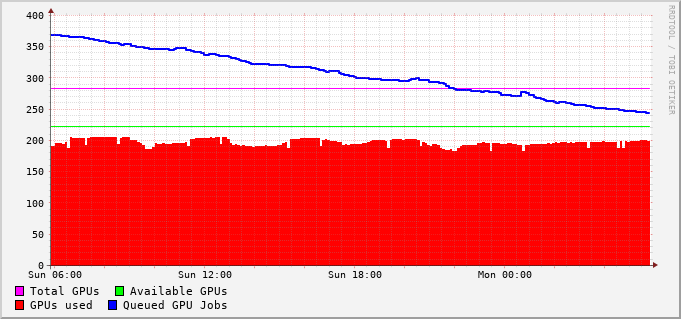 RRDTOOL / TOBI OETIKER
400
350
300
250
200
150
100
50
0
Sun 06:00 Sun 12:00 Sun 18:00 Mon 00:00
Total GPUs Available GPUs
GPUs used Queued GPU Jobs